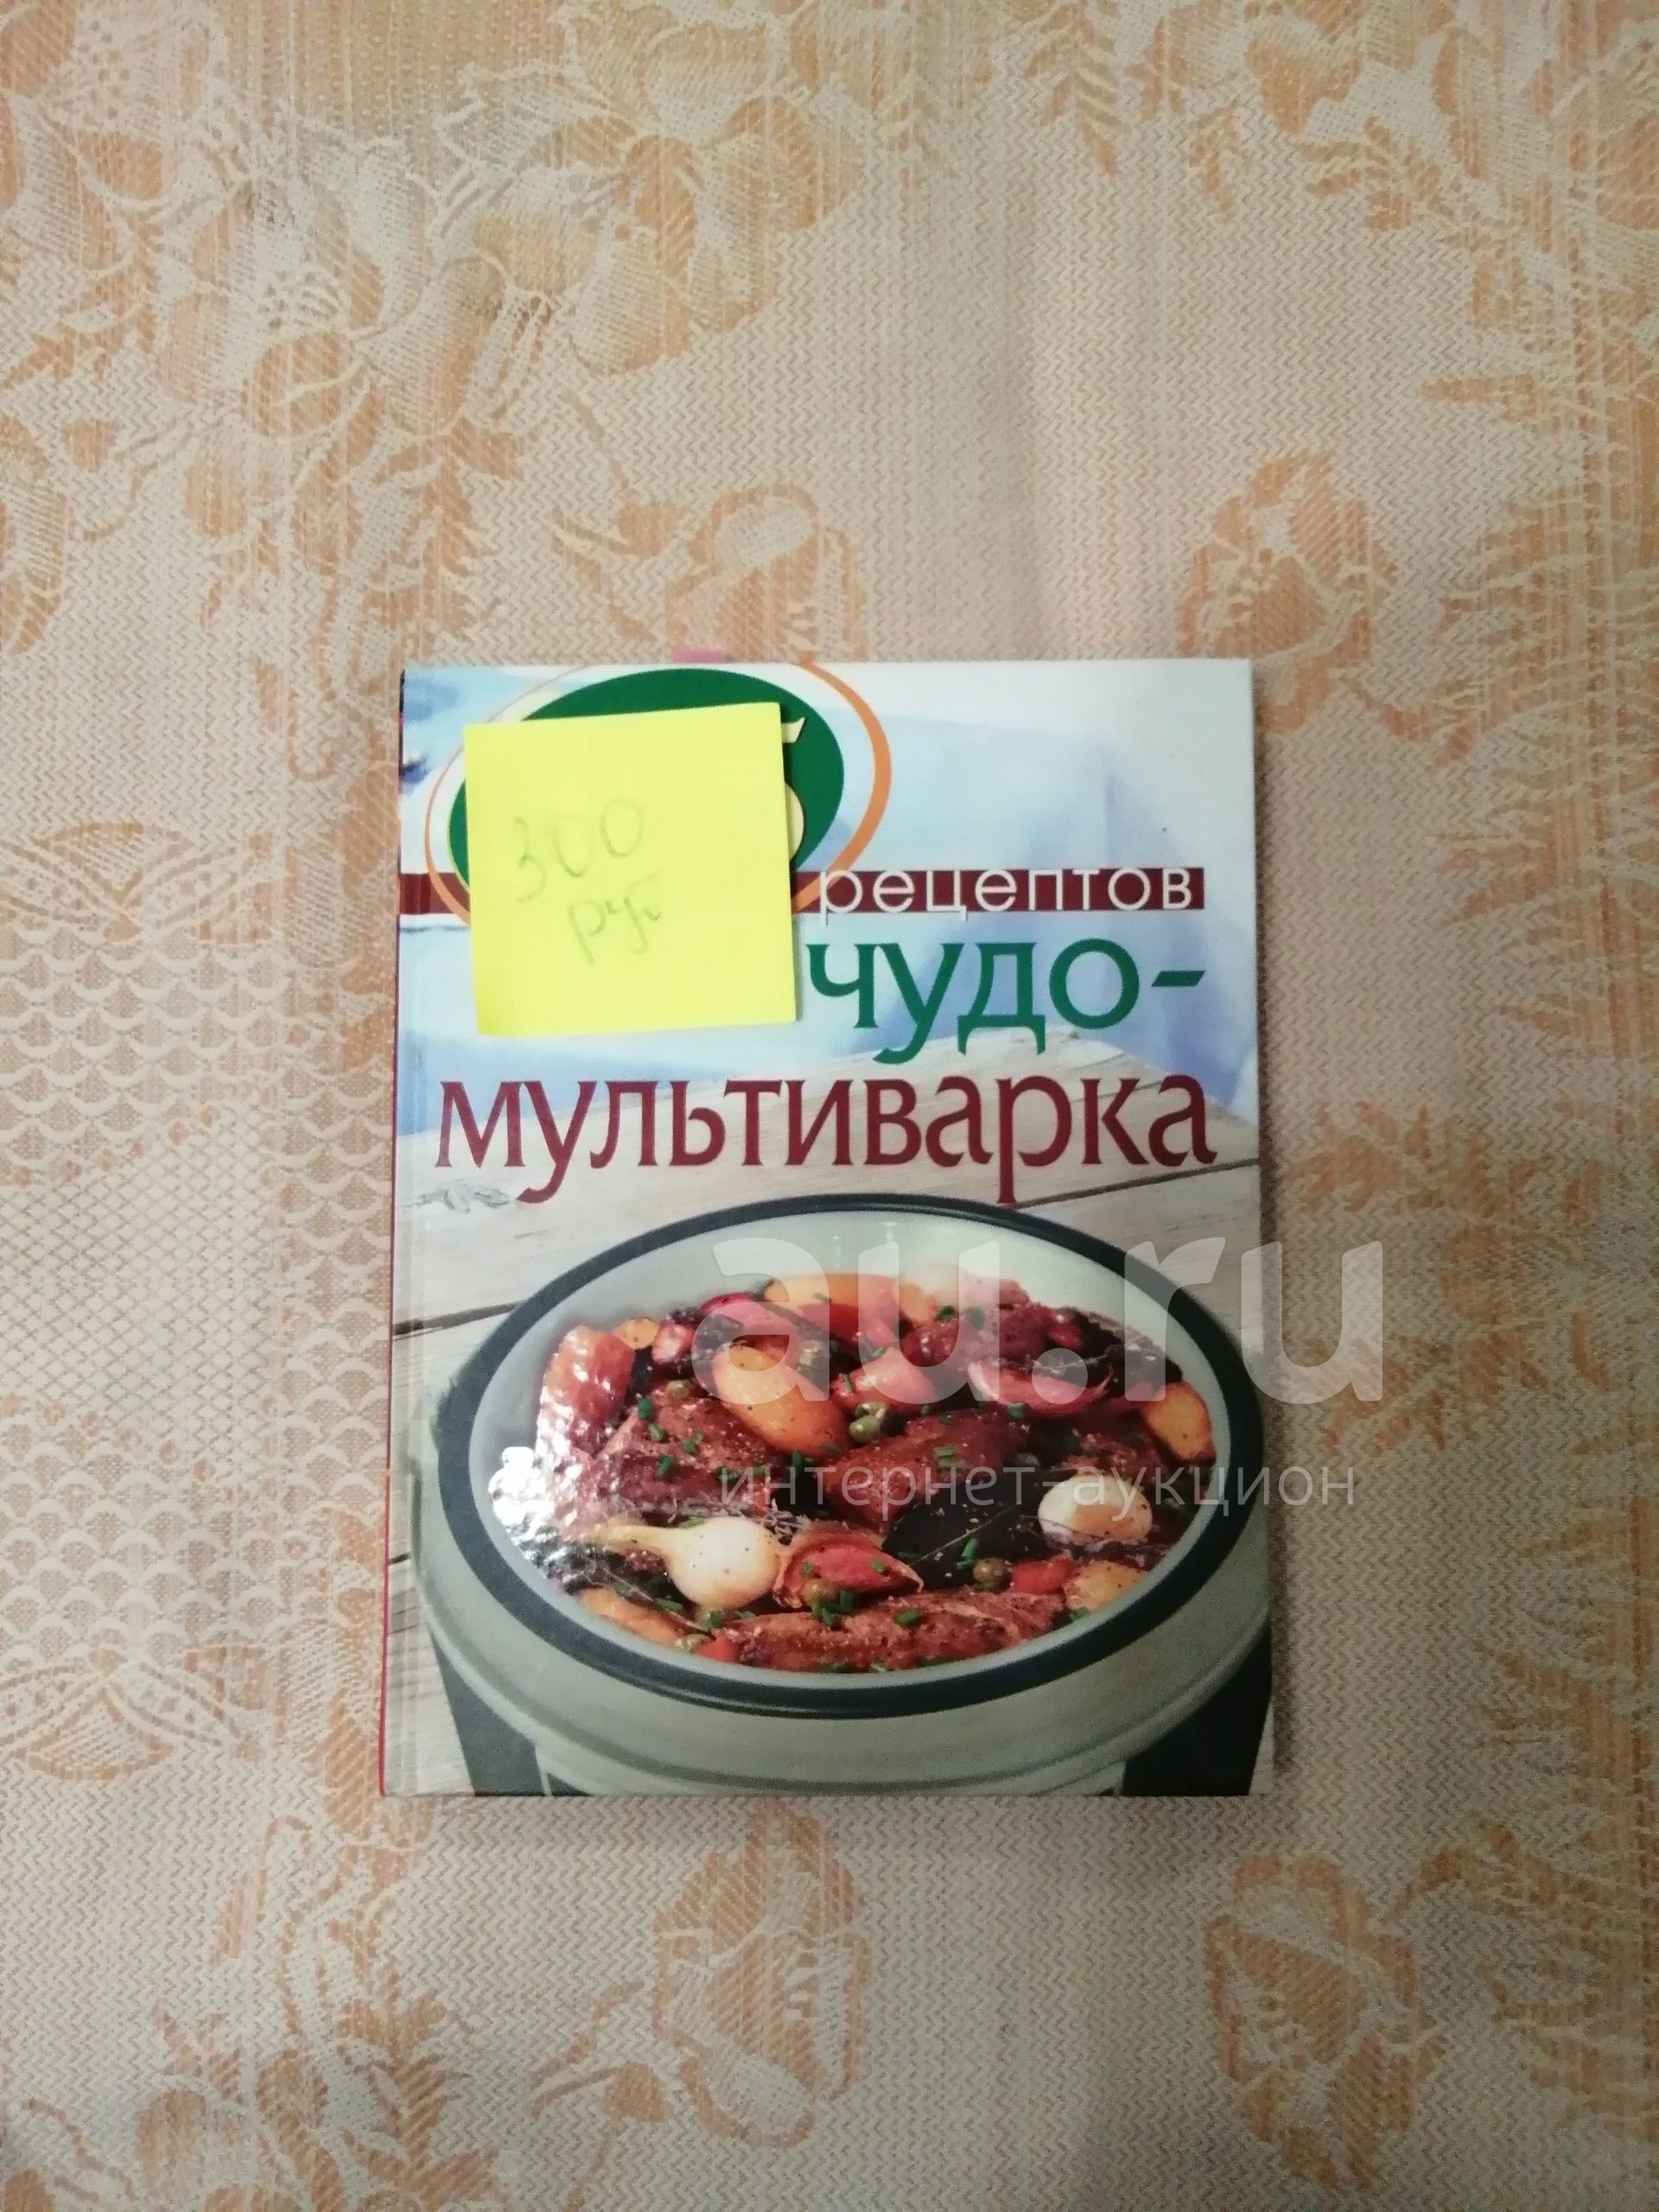 300
руб
рецептов
чудо-
мультиварка
au.ru
интернет-аукцион